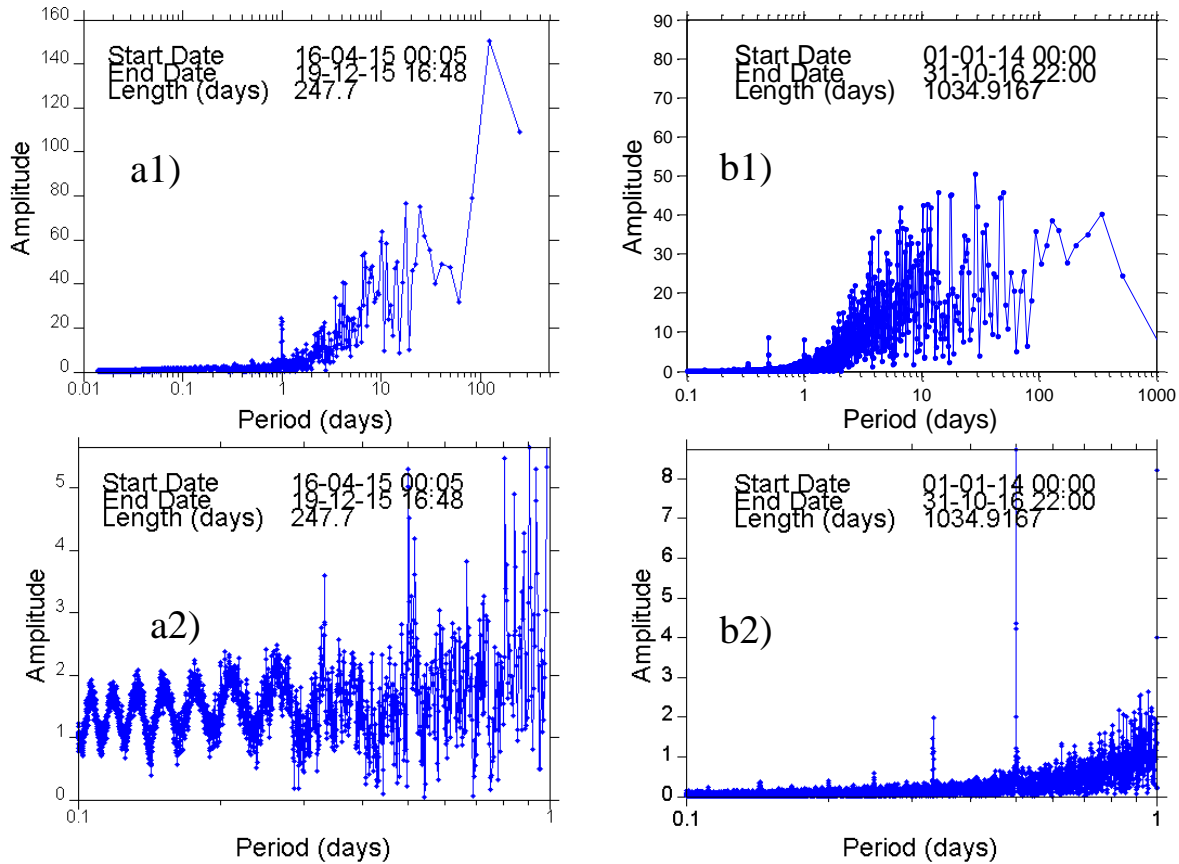 160
140
120
100
80
60
40
20
0
Amplitude
Start Date 16-04-15 00:05
End Date 19-12-15 16:48
Length (days) 247.7
a1)
0.01 0.1 1.0 10 100
Period (days)
90
80
70
60
50
40
30
20
10
0
Amplitude
Start Date 01-01-14 00:00
End Date 31-10-16 22:00
Length (days) 1034.9167
b1)
0.1 1 10 100 1000
Period (days)
5
4
3
2
1
0
Amplitude
Start Date 16-04-15 00:05
End Date 19-12-15 16:48
Length (days) 247.7
a2)
0.1 1
Period (days)
8
7
6
5
4
3
2
1
0
Amplitude
Start Date 01-01-14 00:00
End Date 31-10-16 22:00
Length (days) 1034.9167
b2)
0.1 1
Period (days)